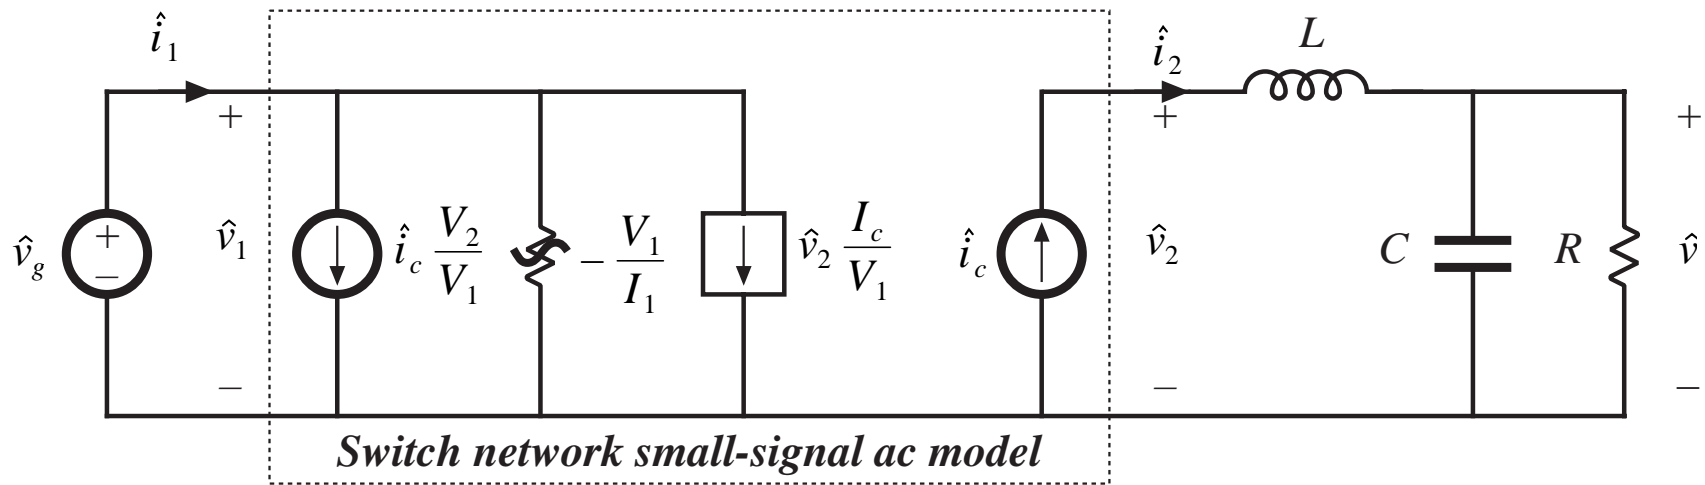 î₁ î₂ L
+ + +
v̂g + − v̂₁ î_c V₂/V₁ − V₁/I₁ v̂₂ I_c/V₁ î_c v̂₂ C R v̂
− − −
Switch network small-signal ac model